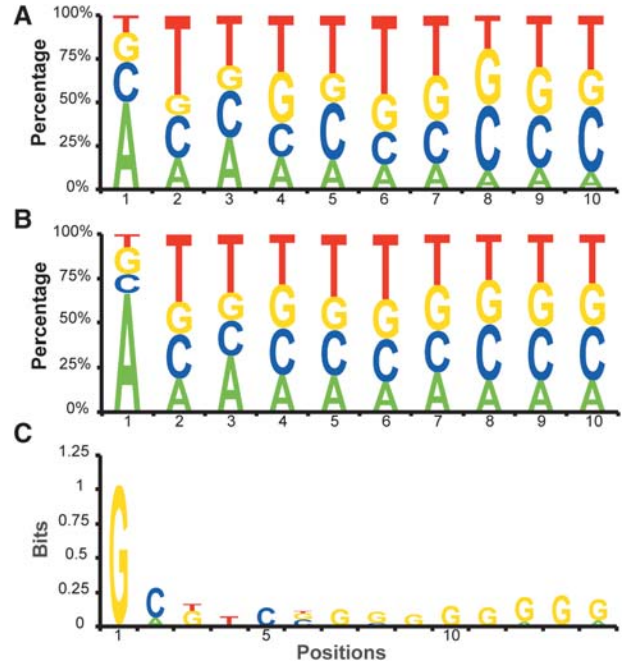 A
100%
75%
50%
25%
0%
Percentage
T T T T T T T T T T
G G G G G G G G G G
C C C C C C C C C C
A A A A A A A A A A
1 2 3 4 5 6 7 8 9 10
B
100%
75%
50%
25%
0%
Percentage
T T T T T T T T T T
G G G G G G G G G G
C C C C C C C C C C
A A A A A A A A A A
1 2 3 4 5 6 7 8 9 10
C
1.25
1
0.75
0.5
0.25
0
Bits
G C T T C G G G G G G G G
G
1 5 10
Positions